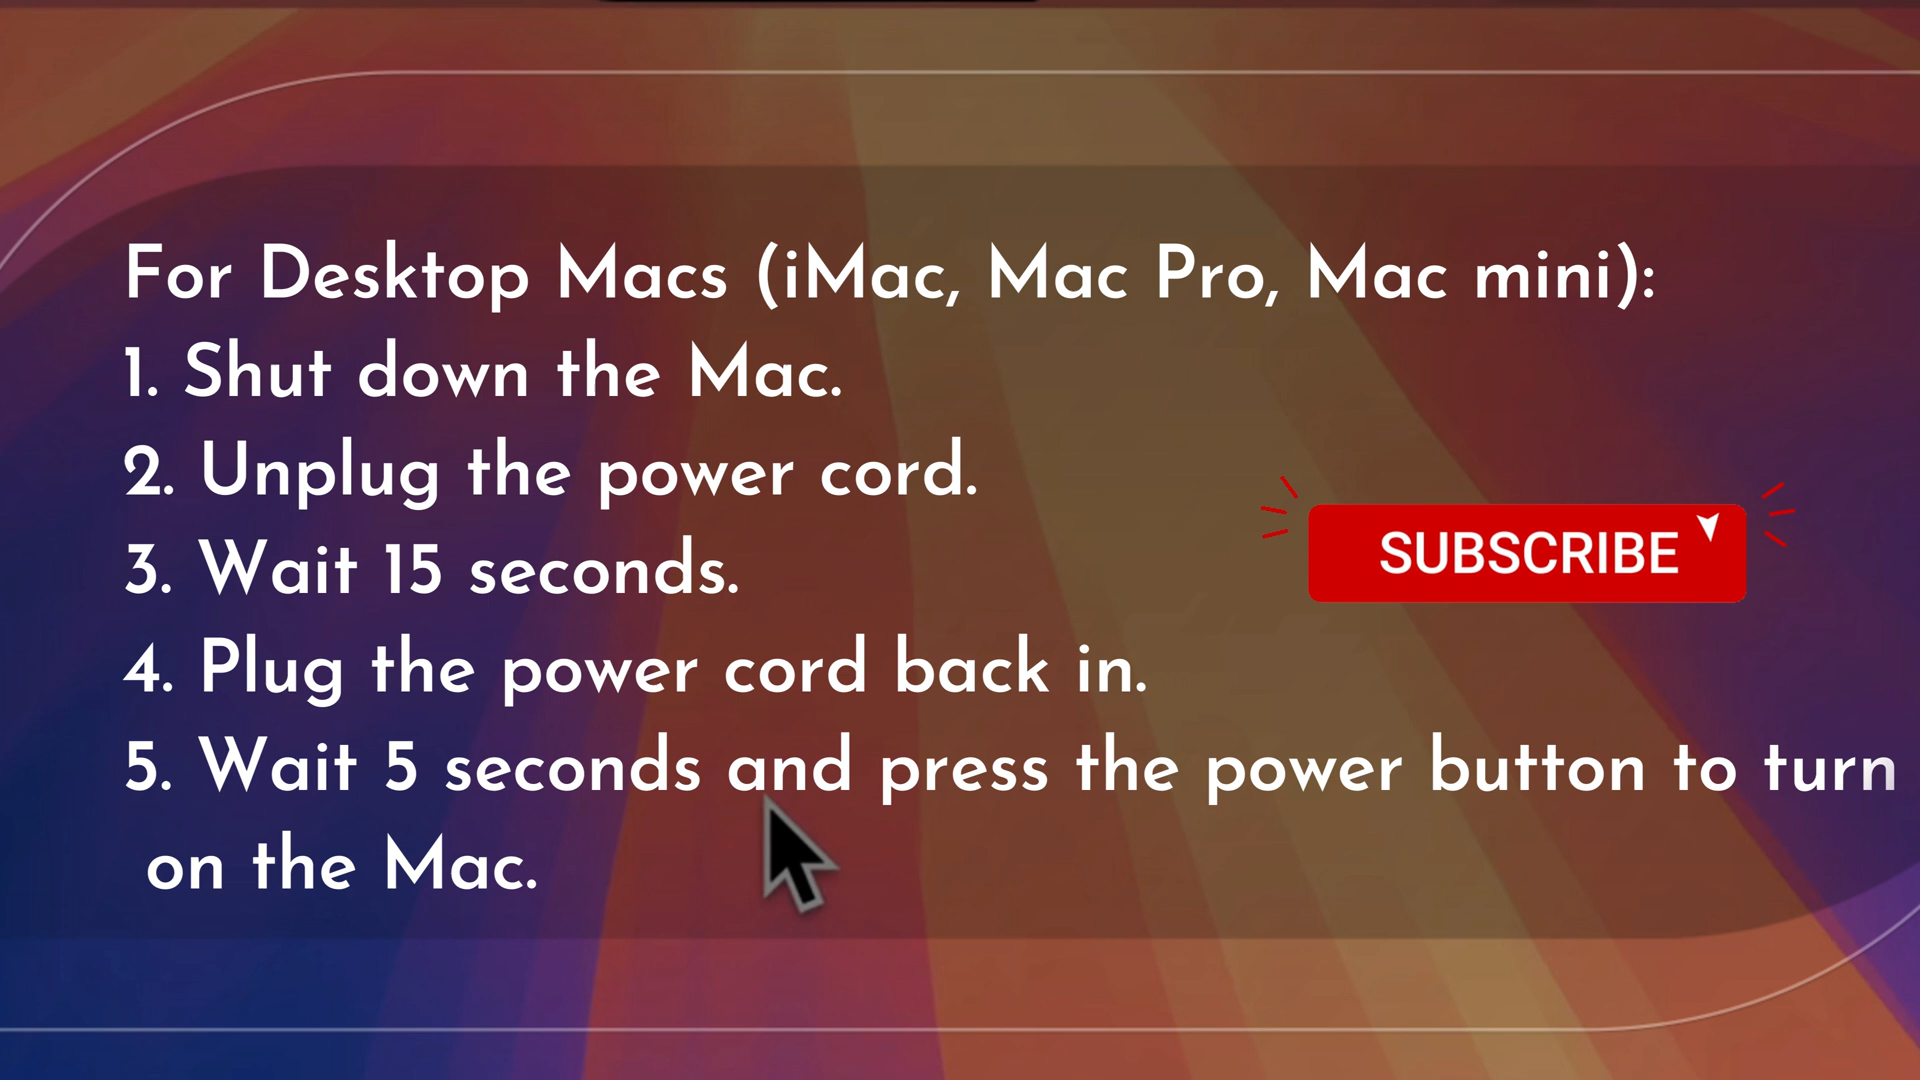 For Desktop Macs (iMac, Mac Pro, Mac mini):
1. Shut down the Mac.
2. Unplug the power cord.
3. Wait 15 seconds.
SUBSCRIBE
4. Plug the power cord back in.
5. Wait 5 seconds and press the power button to turn
on the Mac.